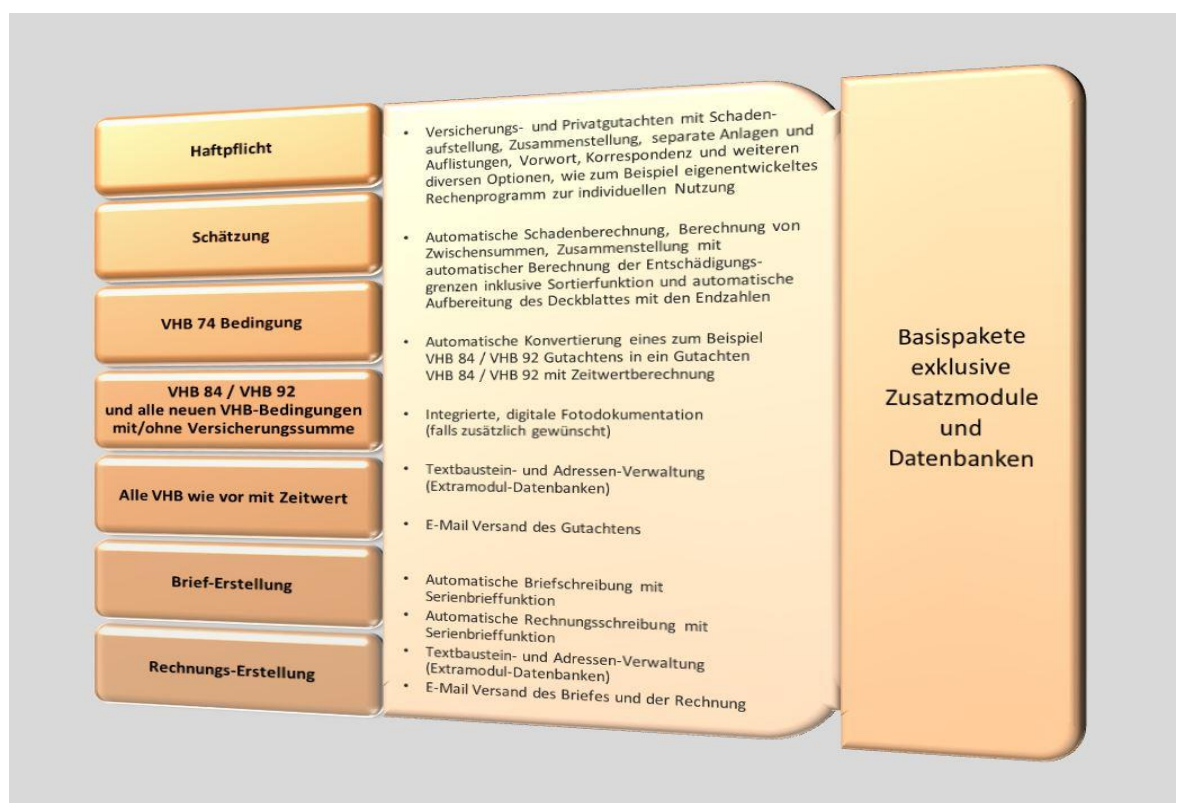 Haftpflicht
Schätzung
VHB 74 Bedingung
VHB 84 / VHB 92
und alle neuen VHB-Bedingungen
mit/ohne Versicherungssumme
Alle VHB wie vor mit Zeitwert
Brief-Erstellung
Rechnungs-Erstellung
• Versicherungs- und Privatgutachten mit Schaden-
aufstellung, Zusammenstellung, separate Anlagen und
Auflistungen, Vorwort, Korrespondenz und weiteren
diversen Optionen, wie zum Beispiel eigenentwickeltes
Rechenprogramm zur individuellen Nutzung
• Automatische Schadenberechnung, Berechnung von
Zwischensummen, Zusammenstellung mit
automatischer Berechnung der Entschädigungs-
grenzen inklusive Sortierfunktion und automatische
Aufbereitung des Deckblattes mit den Endzahlen
• Automatische Konvertierung eines zum Beispiel
VHB 84 / VHB 92 Gutachtens in ein Gutachten
VHB 84 / VHB 92 mit Zeitwertberechnung
• Integrierte, digitale Fotodokumentation
(falls zusätzlich gewünscht)
• Textbaustein- und Adressen-Verwaltung
(Extramodul-Datenbanken)
• E-Mail Versand des Gutachtens
• Automatische Briefschreibung mit
Serienbrieffunktion
• Automatische Rechnungsschreibung mit
Serienbrieffunktion
• Textbaustein- und Adressen-Verwaltung
(Extramodul-Datenbanken)
• E-Mail Versand des Briefes und der Rechnung
Basispakete
exklusive
Zusatzmodule
und
Datenbanken